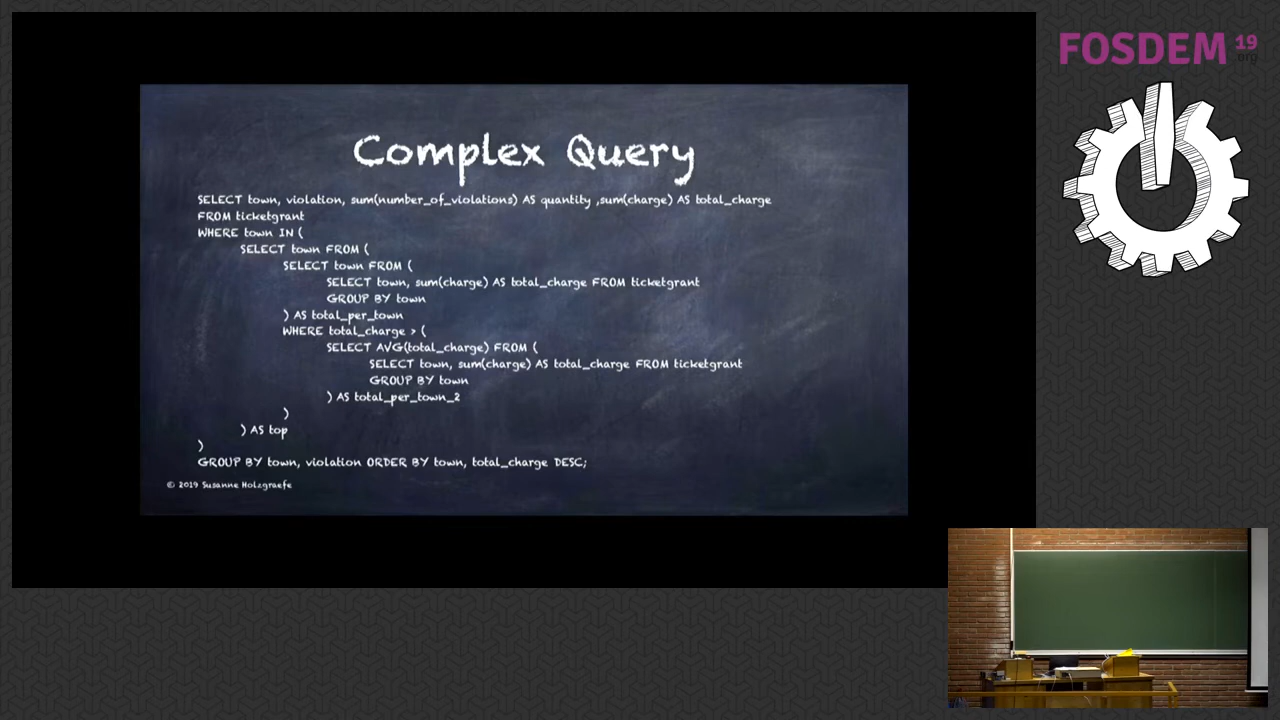 FOSDEM 19
.org
Complex Query
SELECT town, violation, sum(number_of_violations) AS quantity ,sum(charge) AS total_charge
FROM ticketgrant
WHERE town IN (
SELECT town FROM (
SELECT town FROM (
SELECT town, sum(charge) AS total_charge FROM ticketgrant
GROUP BY town
) AS total_per_town
WHERE total_charge > (
SELECT AVG(total_charge) FROM (
SELECT town, sum(charge) AS total_charge FROM ticketgrant
GROUP BY town
) AS total_per_town_2
)
) AS top
)
GROUP BY town, violation ORDER BY town, total_charge DESC;
© 2019 Susanne Holzgraefe